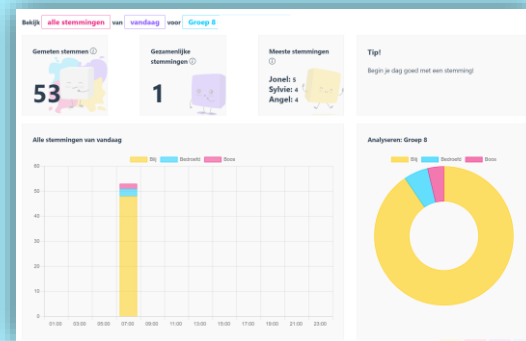 Bekijk alle stemmingen van vandaag voor Groep 8
Gemeten stemmen ⓘ
53
Gezamenlijke
stemmingen ⓘ
1
Meeste stemmingen
ⓘ
Jonel: 5
Sylvie: 4
Angel: 4
Tip!
Begin je dag goed met een stemming!
Alle stemmingen van vandaag
Blij Bedroefd Boos
60
50
40
30
20
10
0
01:00 03:00 05:00 07:00 09:00 11:00 13:00 15:00 17:00 19:00 21:00 23:00
Analyseren: Groep 8
Blij Bedroefd Boos